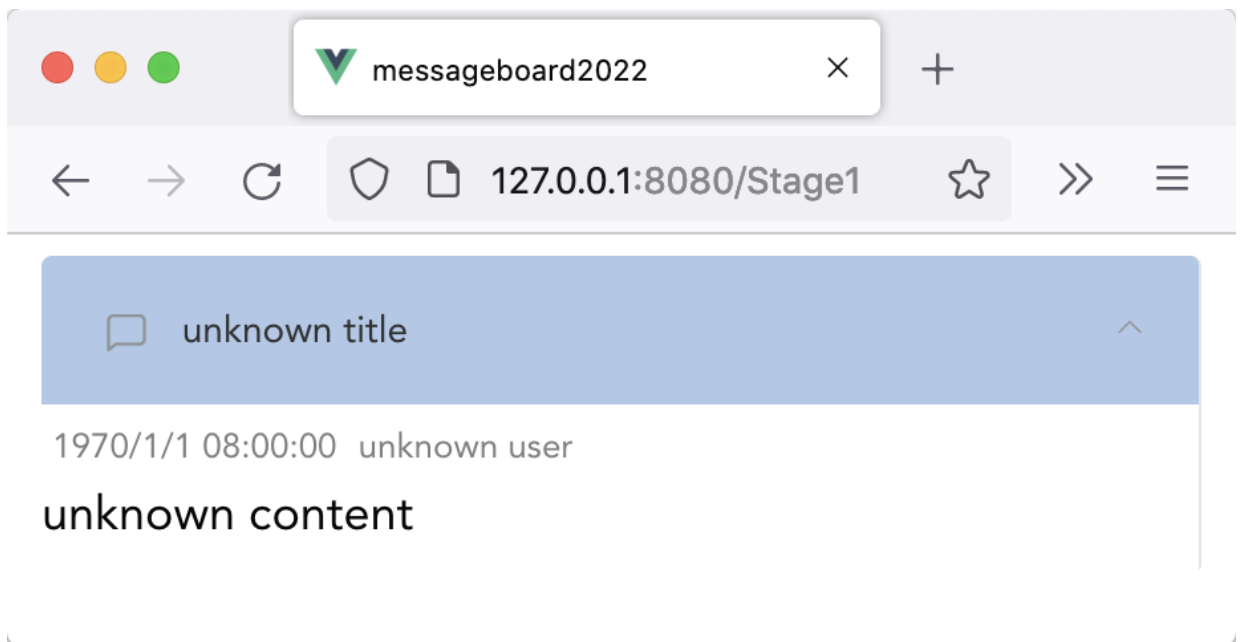 messageboard2022
127.0.0.1:8080/Stage1
unknown title
1970/1/1 08:00:00 unknown user
unknown content